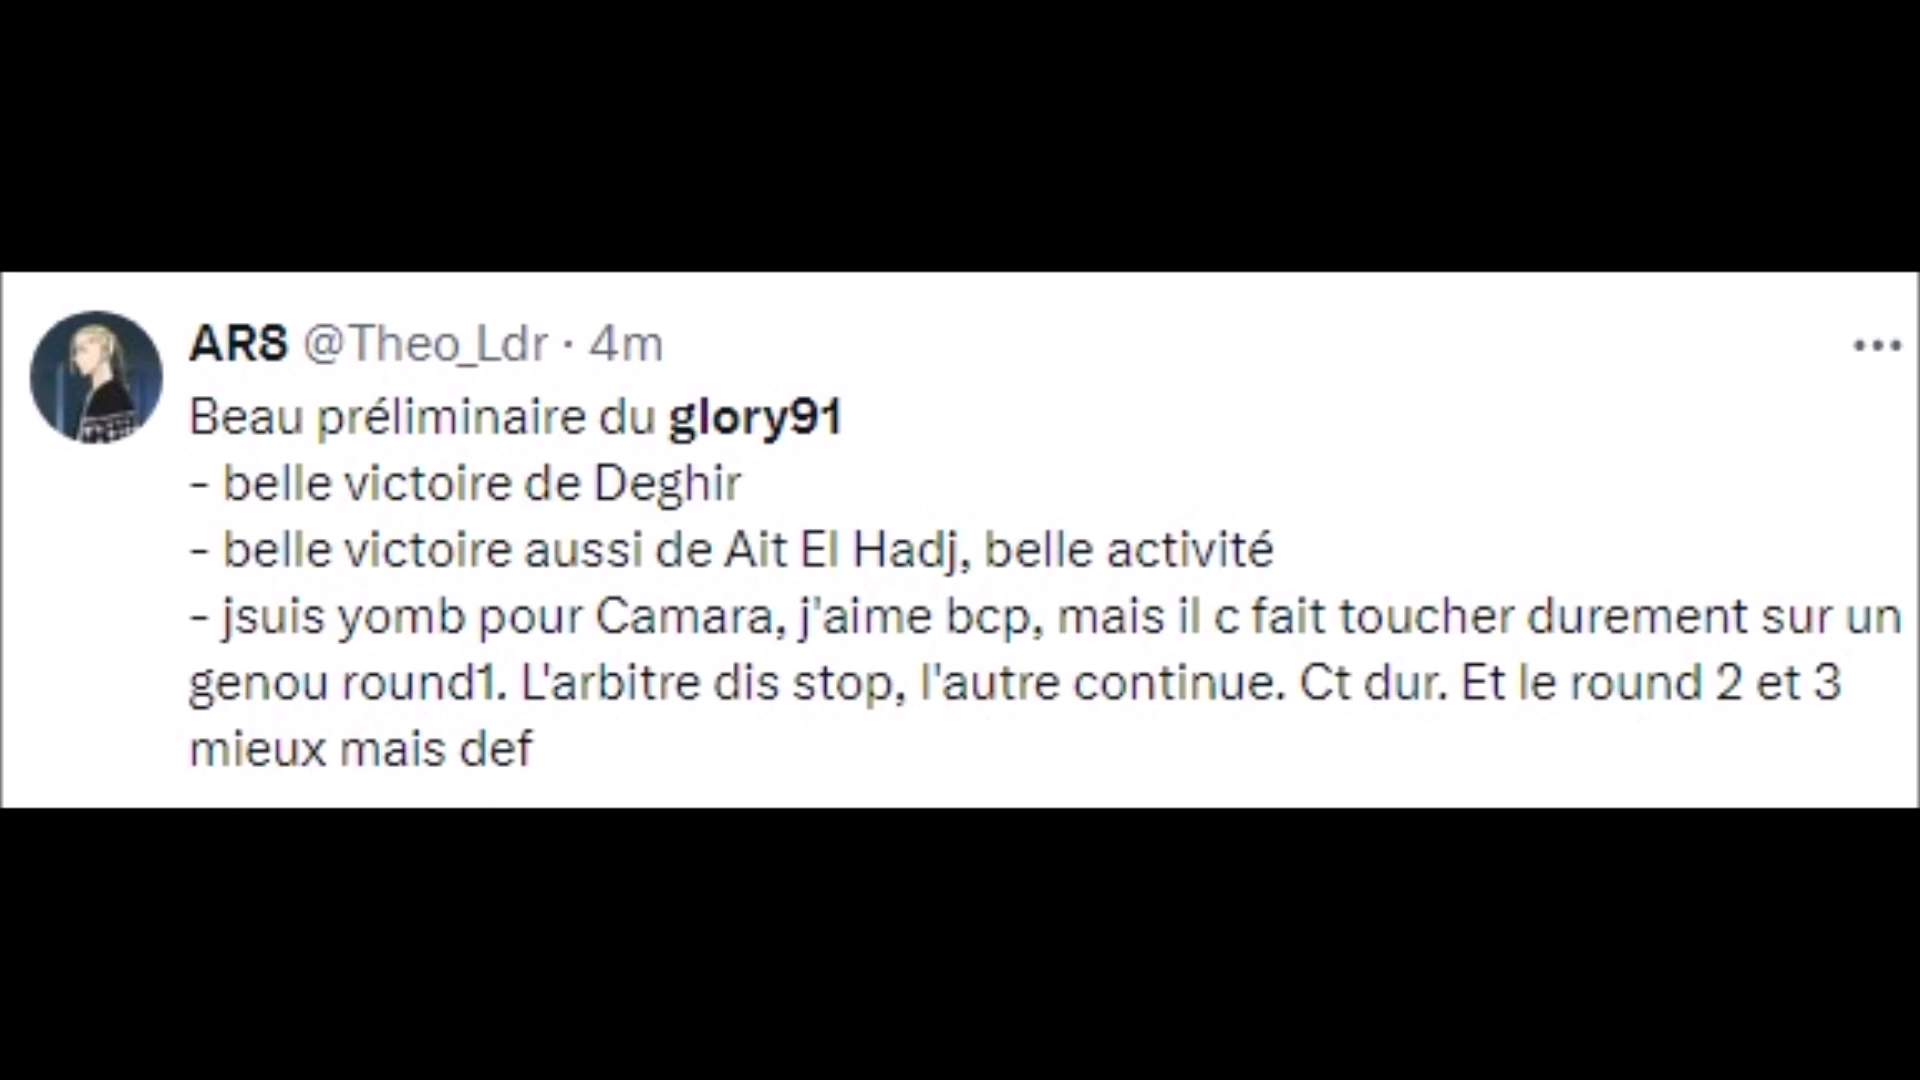 ARS @Theo_Ldr · 4m
Beau préliminaire du glory91
- belle victoire de Deghir
- belle victoire aussi de Ait El Hadj, belle activité
- jsuis yomb pour Camara, j'aime bcp, mais il c fait toucher durement sur un
genou round1. L'arbitre dis stop, l'autre continue. Ct dur. Et le round 2 et 3
mieux mais def